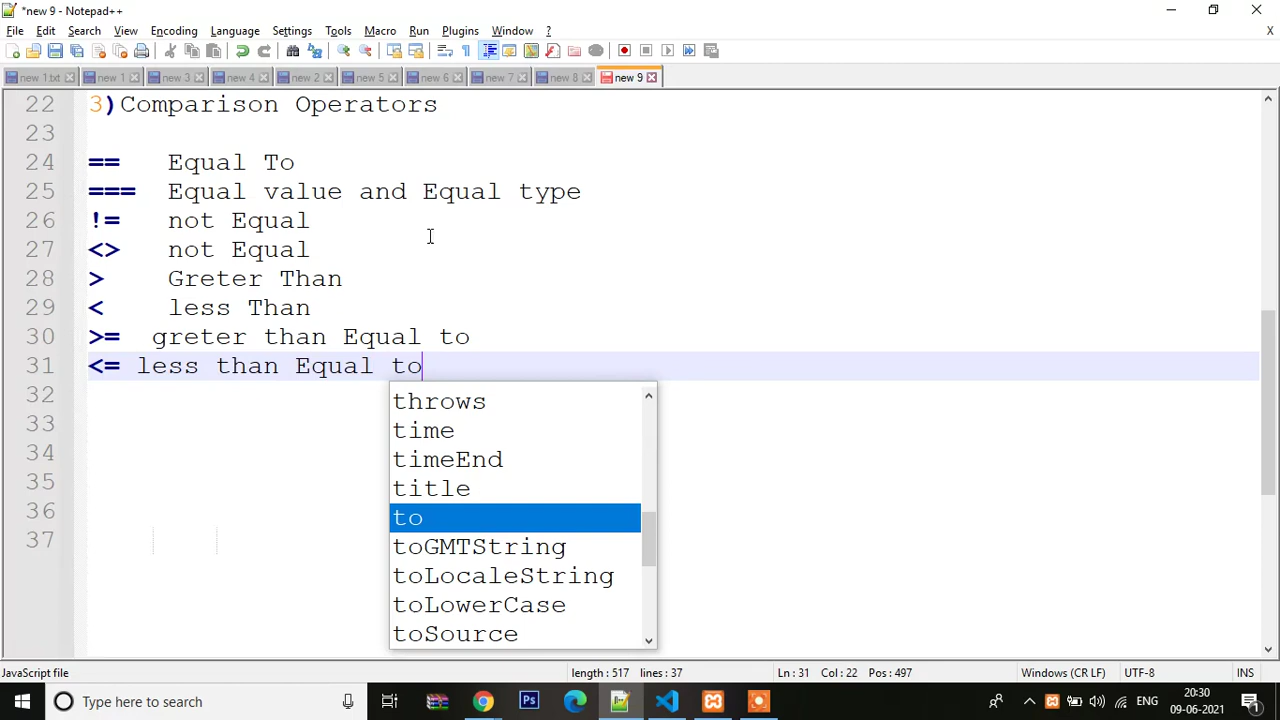 *new 9 - Notepad++
File Edit Search View Encoding Language Settings Tools Macro Run Plugins Window ? X
new 1.txt new 1 new 3 new 4 new 2 new 5 new 6 new 7 new 8 new 9
22 3)Comparison Operators
23
24 == Equal To
25 === Equal value and Equal type
26 != not Equal
27 <> not Equal
28 > Greter Than
29 < less Than
30 >= greter than Equal to
31 <= less than Equal to
32
throws
33
time
34
timeEnd
35
title
36
to
37
toGMTString
toLocaleString
toLowerCase
toSource
JavaScript file length : 517 lines : 37 Ln : 31 Col : 22 Pos : 497 Windows (CR LF) UTF-8 INS
Type here to search Ps ENG 20:30
09-06-2021 1